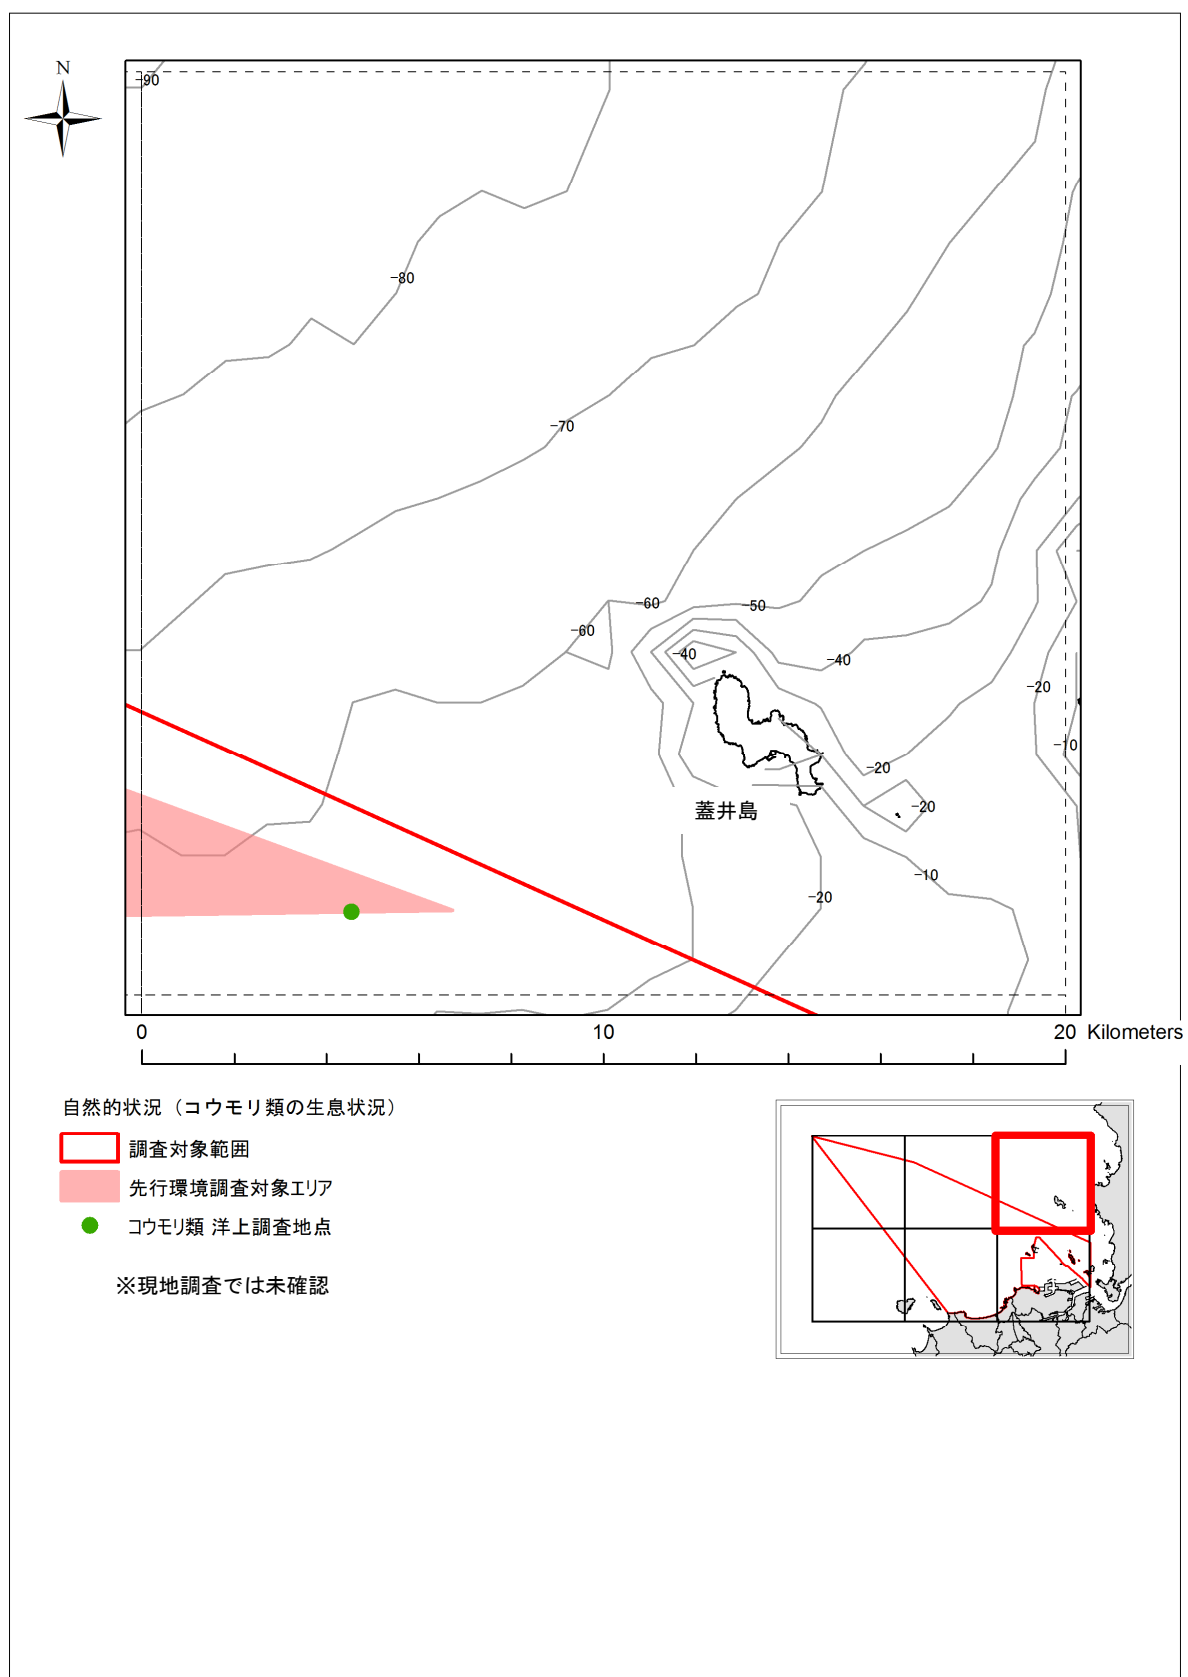 N
-90
-80
-70
-60
-50
-60
-40
-40
-20
-10
-20
-20
蓋井島
-10
-20
0 10 20 Kilometers
自然的状況（コウモリ類の生息状況）
調査対象範囲
先行環境調査対象エリア
コウモリ類 洋上調査地点
※現地調査では未確認